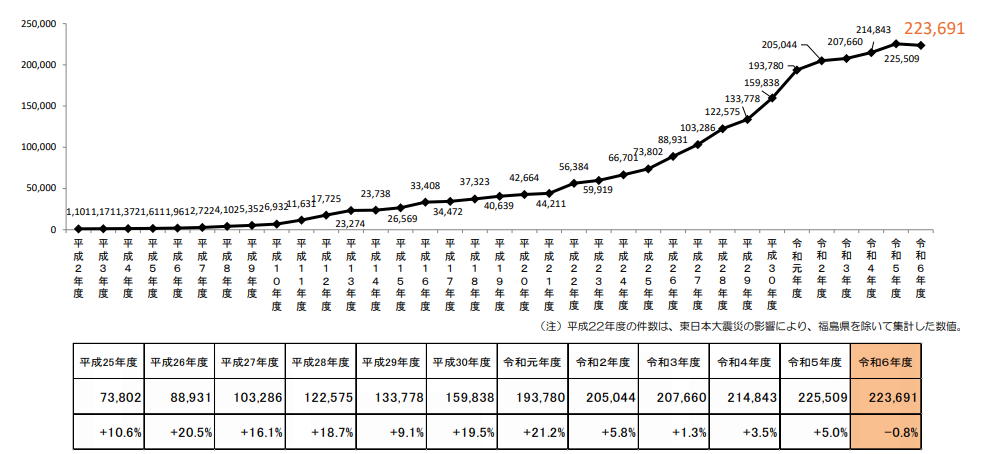 250,000
200,000
150,000
100,000
50,000
0
1,101
1,171
1,372
1,611
1,961
2,722
4,102
5,352
6,932
11,631
17,725
23,274
23,738
26,569
33,408
34,472
37,323
40,639
42,664
44,211
56,384
59,919
66,701
73,802
88,931
103,286
122,575
133,778
159,838
193,780
205,044
207,660
214,843
225,509
223,691
平成2年度
平成3年度
平成4年度
平成5年度
平成6年度
平成7年度
平成8年度
平成9年度
平成10年度
平成11年度
平成12年度
平成13年度
平成14年度
平成15年度
平成16年度
平成17年度
平成18年度
平成19年度
平成20年度
平成21年度
平成22年度
平成23年度
平成24年度
平成25年度
平成26年度
平成27年度
平成28年度
平成29年度
平成30年度
令和元年度
令和2年度
令和3年度
令和4年度
令和5年度
令和6年度
（注）平成22年度の件数は、東日本大震災の影響により、福島県を除いて集計した数値。
平成25年度 平成26年度 平成27年度 平成28年度 平成29年度 平成30年度 令和元年度 令和2年度 令和3年度 令和4年度 令和5年度 令和6年度
73,802 88,931 103,286 122,575 133,778 159,838 193,780 205,044 207,660 214,843 225,509 223,691
+10.6% +20.5% +16.1% +18.7% +9.1% +19.5% +21.2% +5.8% +1.3% +3.5% +5.0% −0.8%